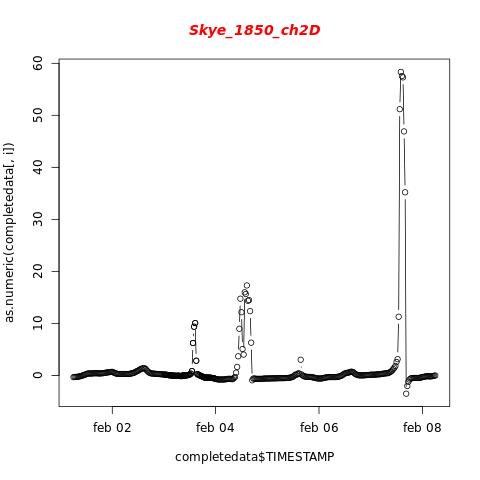 Skye_1850_ch2D
60
50
40
30
20
10
0
as.numeric(completedata[, i])
feb 02 feb 04 feb 06 feb 08
completedata$TIMESTAMP